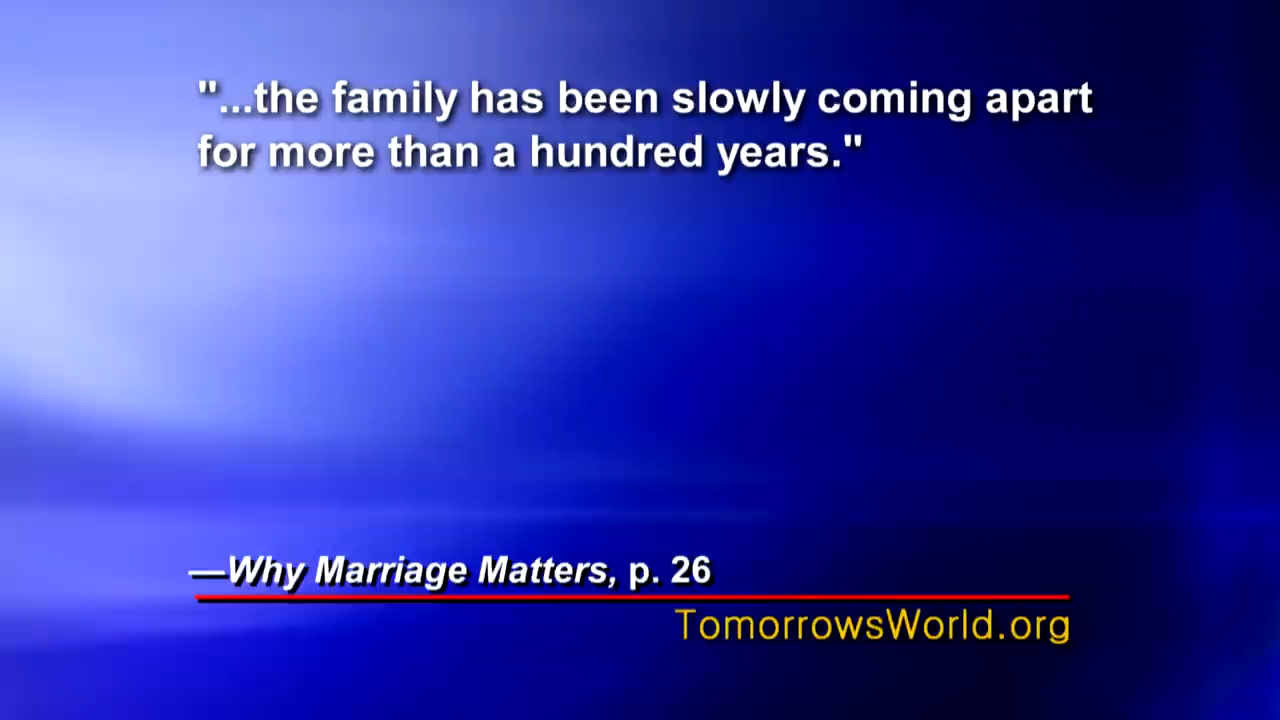 "...the family has been slowly coming apart
for more than a hundred years."
—Why Marriage Matters, p. 26
TomorrowsWorld.org